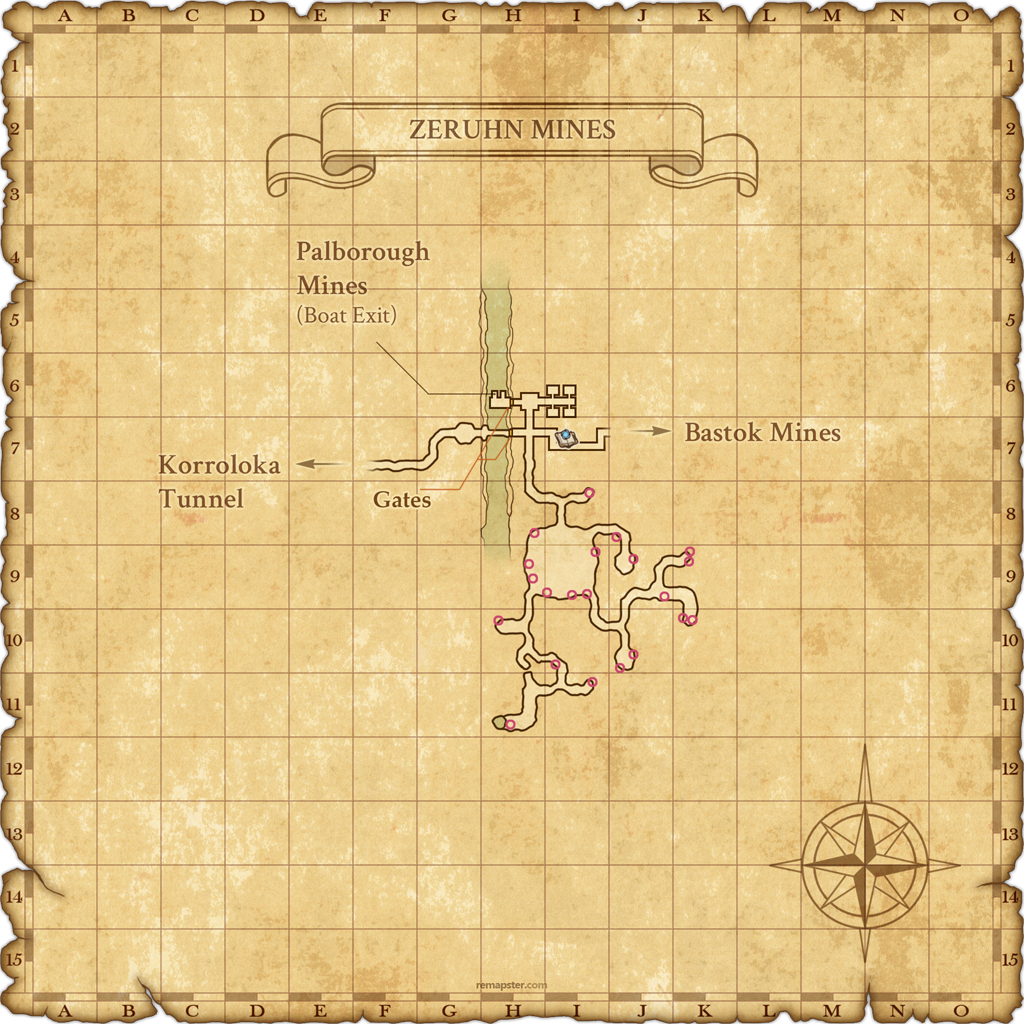 A B C D E F G H I J K L M N O
1 1
ZERUHN MINES
2 2
3 3
4 4
Palborough
Mines
(Boat Exit)
5 5
6 6
Bastok Mines
7 7
Korroloka
Tunnel
Gates
8 8
9 9
10 10
11 11
12 12
13 13
14 14
15 15
remapster.com
A B C D E F G H I J K L M N O